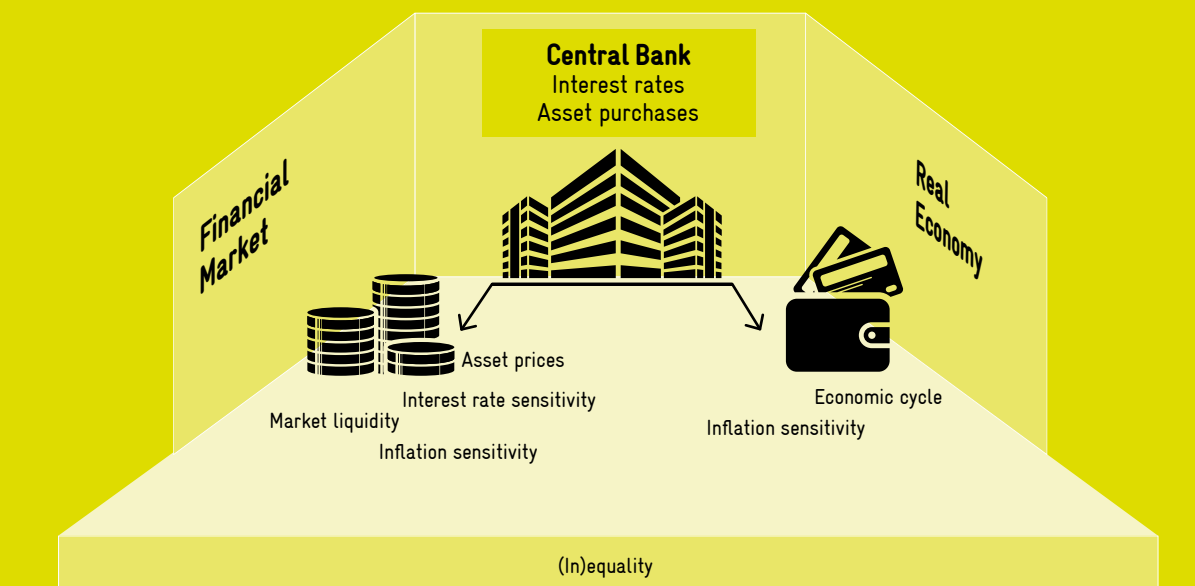 Central Bank
Interest rates
Asset purchases
Financial
Market
Real
Economy
Asset prices
Interest rate sensitivity
Market liquidity
Inflation sensitivity
Economic cycle
Inflation sensitivity
(In)equality